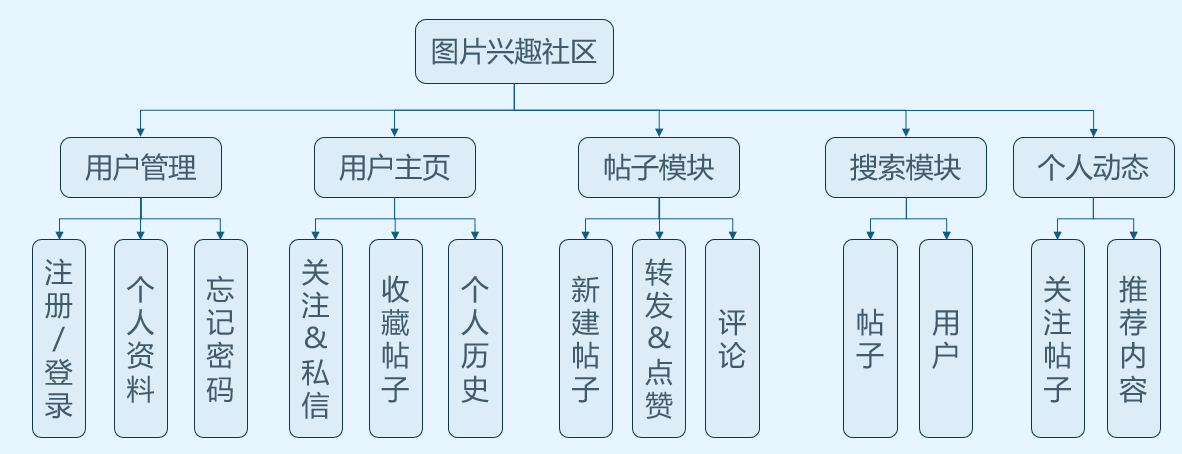 图片兴趣社区
用户管理
用户主页
帖子模块
搜索模块
个人动态
注册/登录
个人资料
忘记密码
关注&私信
收藏帖子
个人历史
新建帖子
转发&点赞
评论
帖子
用户
关注帖子
推荐内容